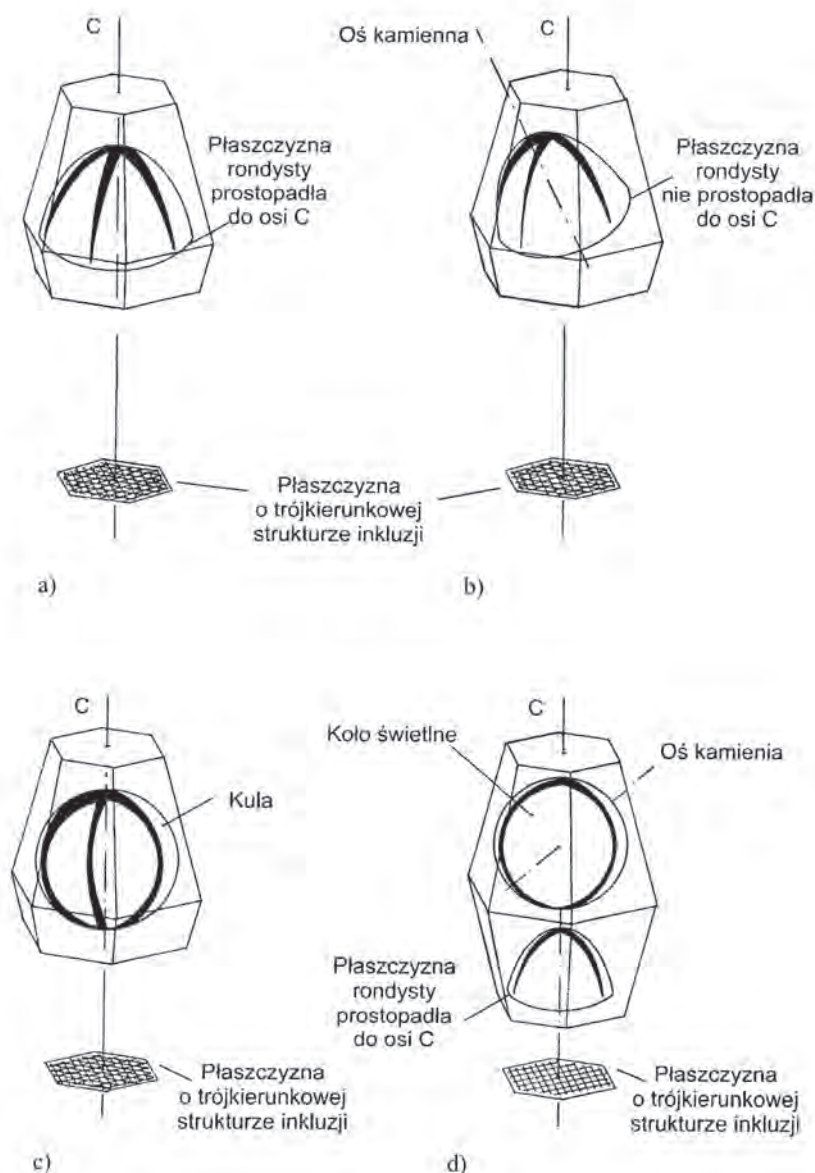 C
Oś kamienna
C
Płaszczyzna
rondysty
prostopadła
do osi C
Płaszczyzna
rondysty
nie prostopadła
do osi C
Płaszczyzna
o trójkierunkowej
strukturze inkluzji
a)
b)
C
Kula
C
Koło świetlne
Oś kamienia
Płaszczyzna
rondysty
prostopadła
do osi C
Płaszczyzna
o trójkierunkowej
strukturze inkluzji
Płaszczyzna
o trójkierunkowej
strukturze inkluzji
c)
d)